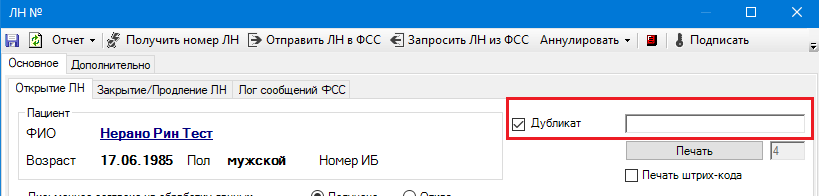 ЛН №
Отчет Получить номер ЛН Отправить ЛН в ФСС Запросить ЛН из ФСС Аннулировать Подписать
Основное Дополнительно
Открытие ЛН Закрытие/Продление ЛН Лог сообщений ФСС
Пациент
ФИО Нерано Рин Тест
Дубликат
Печать 4
Возраст 17.06.1985 Пол мужской Номер ИБ
Печать штрих-кода